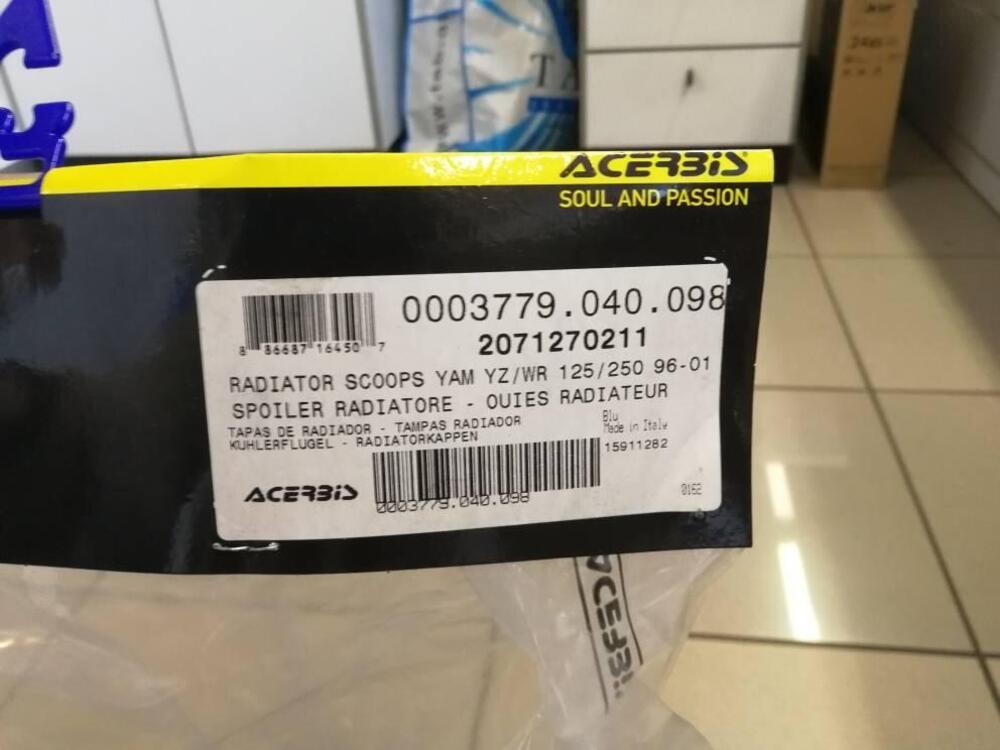 ACERBIS
SOUL AND PASSION
0003779.040.098
8 86687 16450 7
2071270211
RADIATOR SCOOPS YAM YZ/WR 125/250 96-01
SPOILER RADIATORE - OUIES RADIATEUR
TAPAS DE RADIADOR - TAMPAS RADIADOR
KUHLERFLUGEL - RADIATORKAPPEN
Blu
Made in Italy
15911282
ACERBIS
0003779.040.098
0162
ACERBIS